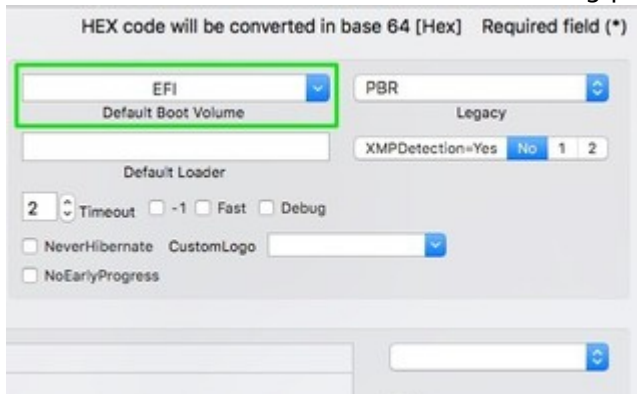 HEX code will be converted in base 64 [Hex] Required field (*)
EFI
Default Boot Volume
PBR
Legacy
XMPDetection=Yes No 1 2
Default Loader
2 Timeout -1 Fast Debug
NeverHibernate CustomLogo
NoEarlyProgress